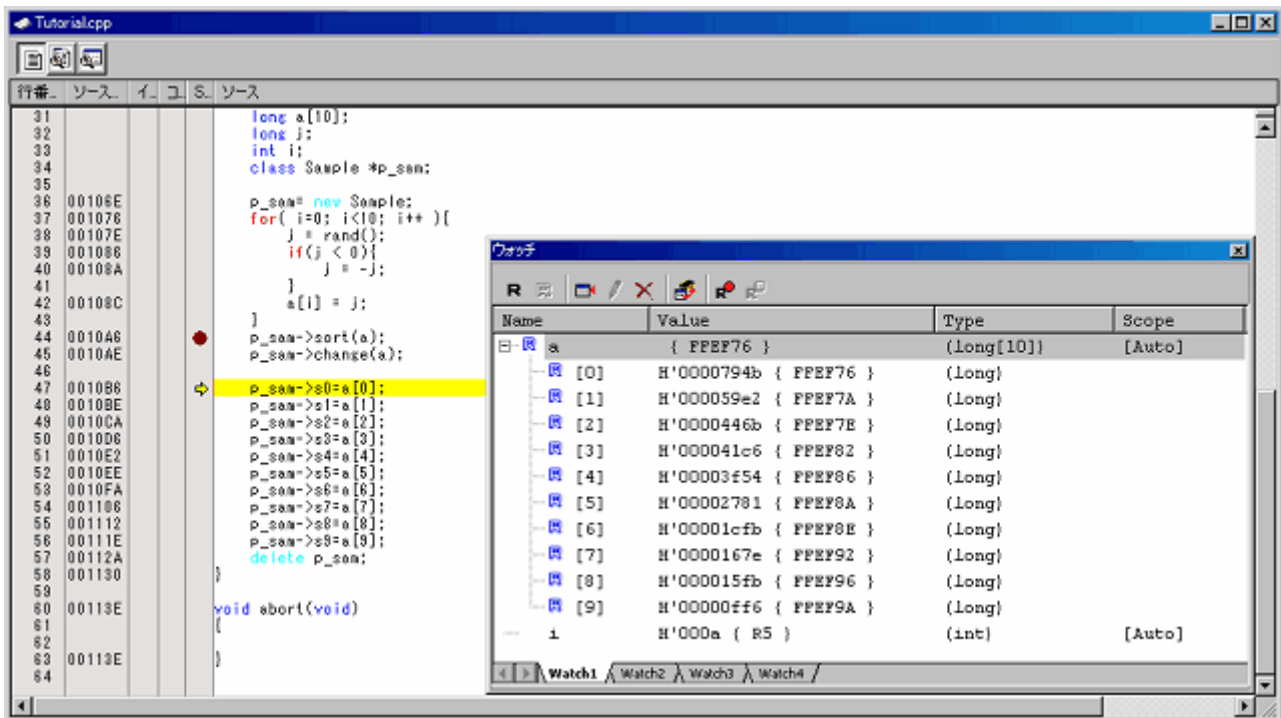 Tutorial.cpp
行番... ソース... イ... コ... S... ソース
31 long a[10];
32 long j;
33 int i;
34 class Sample *p_sam;
35
36 00106E p_sam= new Sample;
37 001076 for( i=0; i<10; i++ ){
38 00107E j = rand();
39 001086 if(j < 0){
40 00108A j = -j;
41 }
42 00108C a[i] = j;
43 }
44 0010A6 p_sam->sort(a);
45 0010AE p_sam->change(a);
46
47 0010B6 p_sam->s0=a[0];
48 0010BE p_sam->s1=a[1];
49 0010CA p_sam->s2=a[2];
50 0010D6 p_sam->s3=a[3];
51 0010E2 p_sam->s4=a[4];
52 0010EE p_sam->s5=a[5];
53 0010FA p_sam->s6=a[6];
54 001106 p_sam->s7=a[7];
55 001112 p_sam->s8=a[8];
56 00111E p_sam->s9=a[9];
57 00112A delete p_sam;
58 001130 }
59
60 00113E void abort(void)
61 {
62
63 00113E }
64
ウォッチ
R
Name Value Type Scope
R a { FFEF76 } (long[10]) [Auto]
R [0] H'0000794b { FFEF76 } (long)
R [1] H'000059e2 { FFEF7A } (long)
R [2] H'0000446b { FFEF7E } (long)
R [3] H'000041c6 { FFEF82 } (long)
R [4] H'00003f54 { FFEF86 } (long)
R [5] H'00002781 { FFEF8A } (long)
R [6] H'00001cfb { FFEF8E } (long)
R [7] H'0000167e { FFEF92 } (long)
R [8] H'000015fb { FFEF96 } (long)
R [9] H'00000ff6 { FFEF9A } (long)
i H'000a { R5 } (int) [Auto]
Watch1 Watch2 Watch3 Watch4